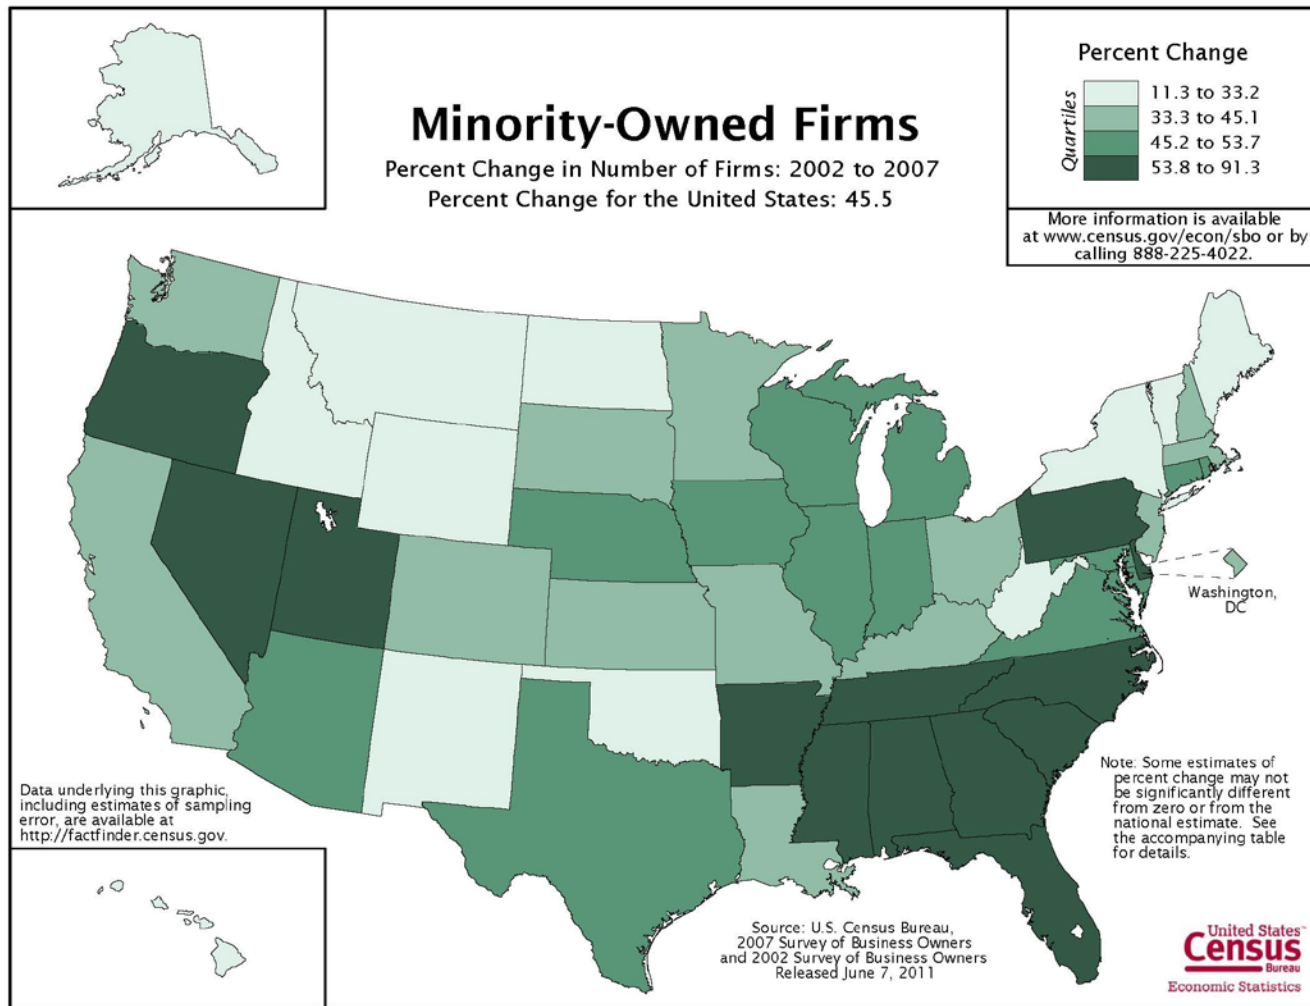 Minority-Owned Firms
Percent Change in Number of Firms: 2002 to 2007
Percent Change for the United States: 45.5
Percent Change
Quartiles
11.3 to 33.2
33.3 to 45.1
45.2 to 53.7
53.8 to 91.3
More information is available
at www.census.gov/econ/sbo or by
calling 888-225-4022.
Washington,
DC
Data underlying this graphic,
including estimates of sampling
error, are available at
http://factfinder.census.gov.
Note: Some estimates of
percent change may not
be significantly different
from zero or from the
national estimate. See
the accompanying table
for details.
Source: U.S. Census Bureau,
2007 Survey of Business Owners
and 2002 Survey of Business Owners
Released June 7, 2011
United States™
Census
Bureau
Economic Statistics